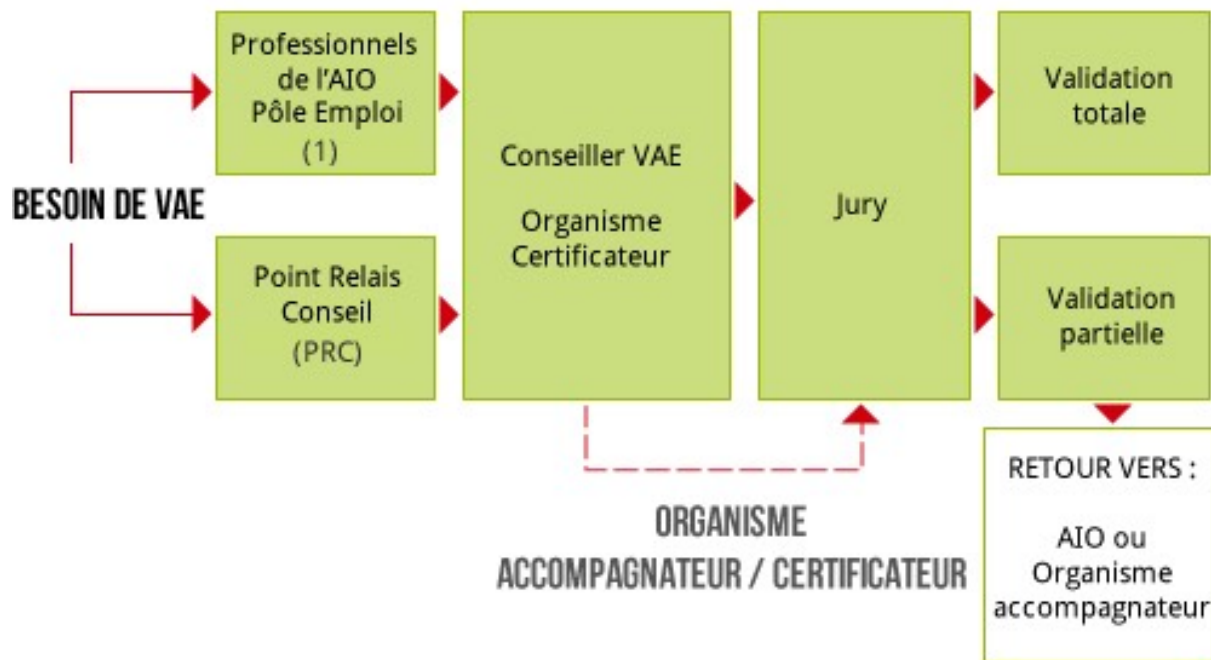 BESOIN DE VAE
Professionnels
de l'AIO
Pôle Emploi
(1)
Point Relais
Conseil
(PRC)
Conseiller VAE
Organisme
Certificateur
Jury
Validation
totale
Validation
partielle
ORGANISME
ACCOMPAGNATEUR / CERTIFICATEUR
RETOUR VERS :
AIO ou
Organisme
accompagnateur